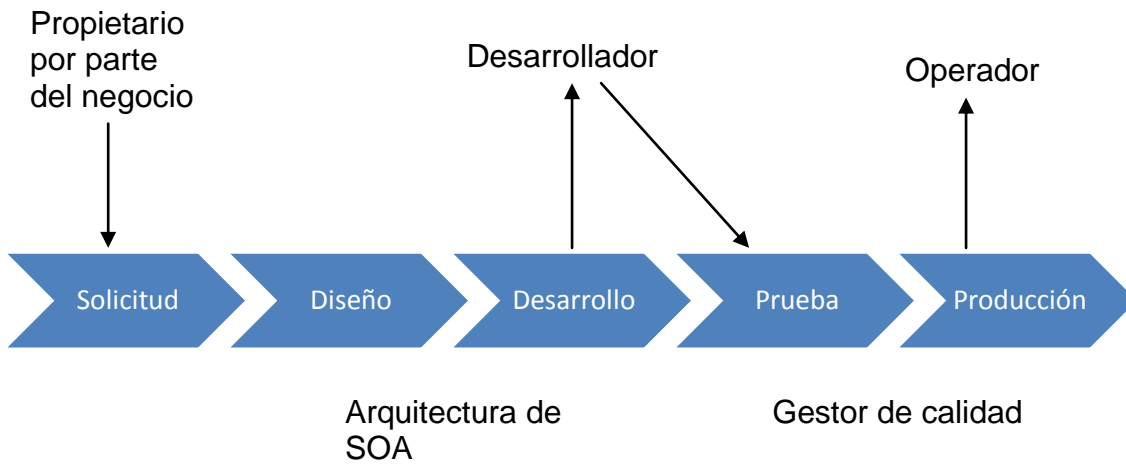 Propietario
por parte
del negocio
Desarrollador
Operador
Solicitud
Diseño
Desarrollo
Prueba
Producción
Arquitectura de
SOA
Gestor de calidad